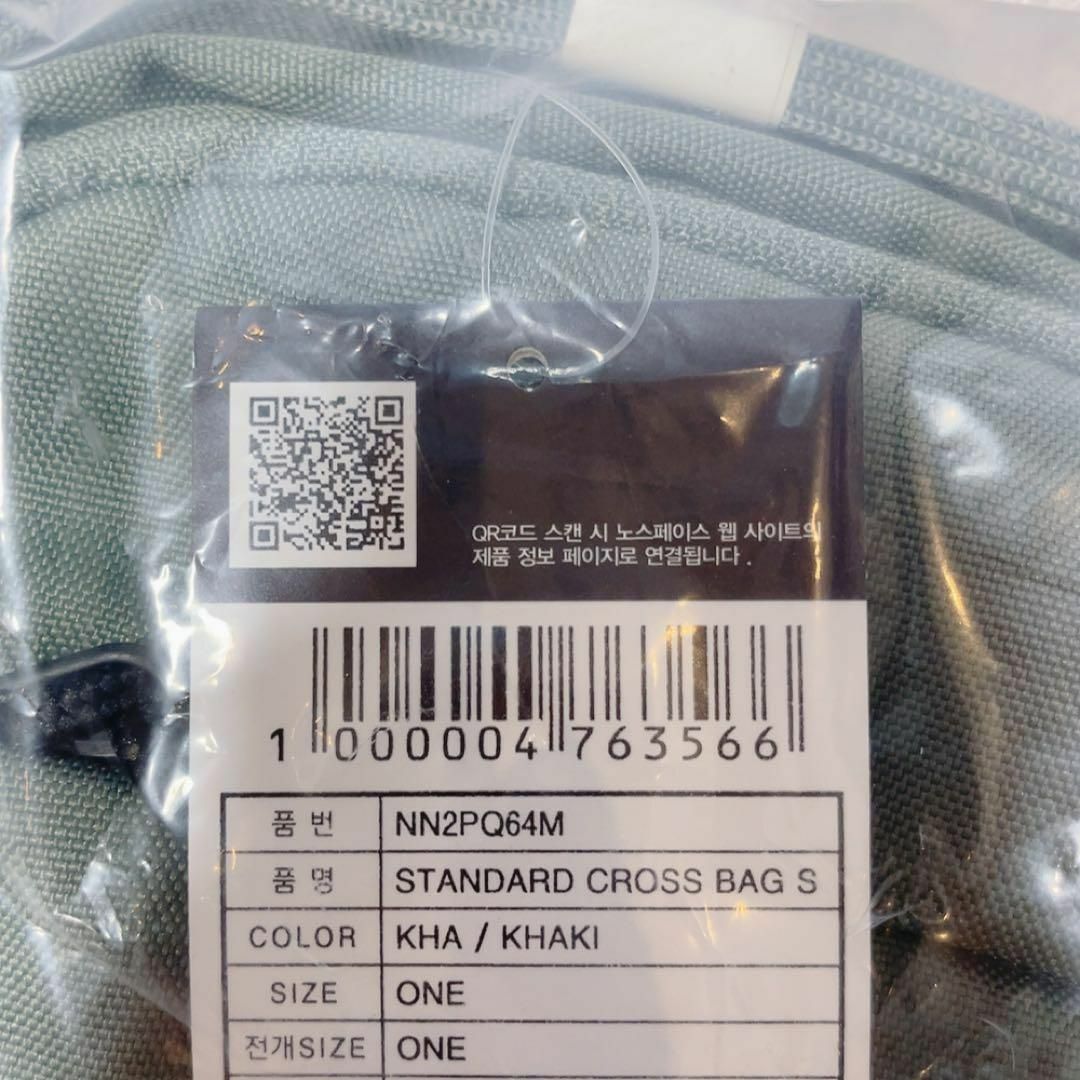 QR코드 스캔 시 노스페이스 웹 사이트의
제품 정보 페이지로 연결됩니다.
1 000004 763566
품 번 NN2PQ64M
품 명 STANDARD CROSS BAG S
COLOR KHA / KHAKI
SIZE ONE
전개SIZE ONE